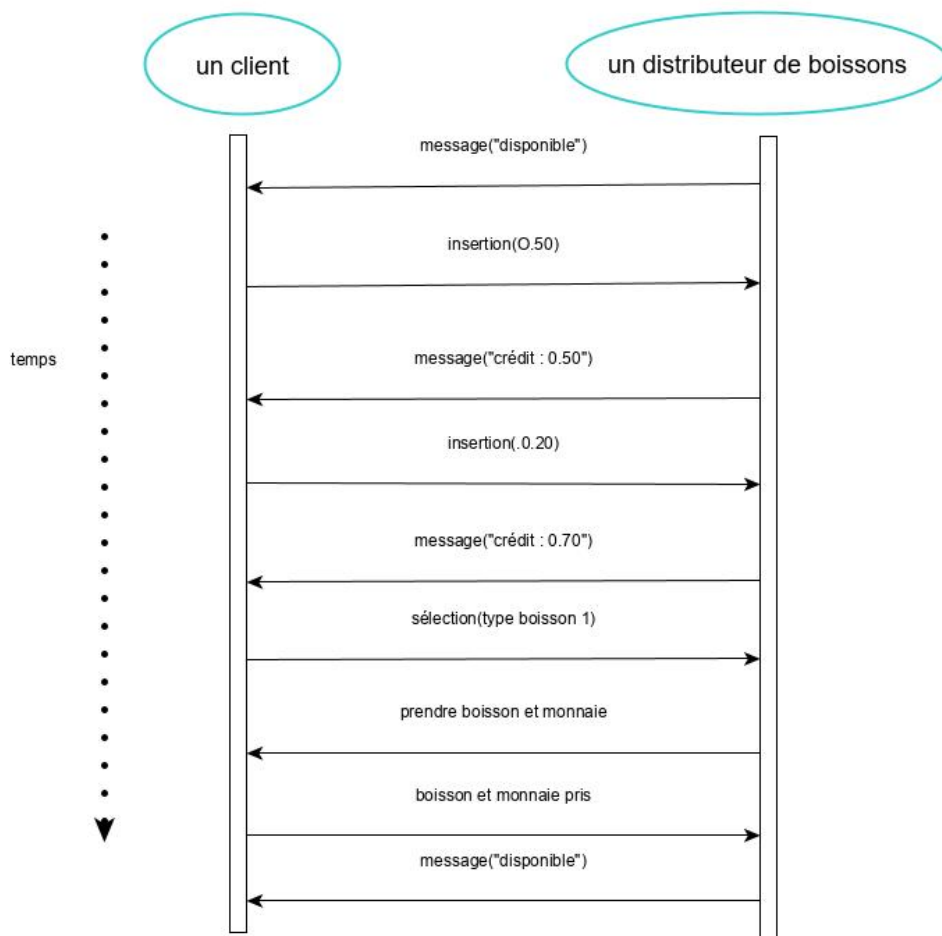 un client
un distributeur de boissons
message("disponible")
insertion(O.50)
temps
message("crédit : 0.50")
insertion(.0.20)
message("crédit : 0.70")
sélection(type boisson 1)
prendre boisson et monnaie
boisson et monnaie pris
message("disponible")